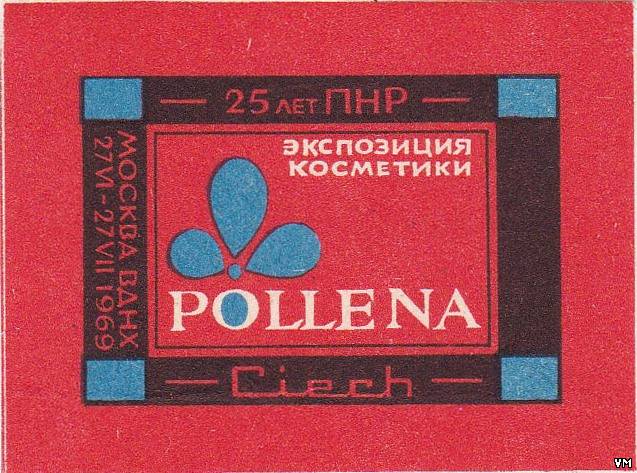 — 25 ЛЕТ ПНР —
ЭКСПОЗИЦИЯ
КОСМЕТИКИ
POLLENA
— Ciech —
МОСКВА ВДНХ
27 VI - 27 VII 1969
VM